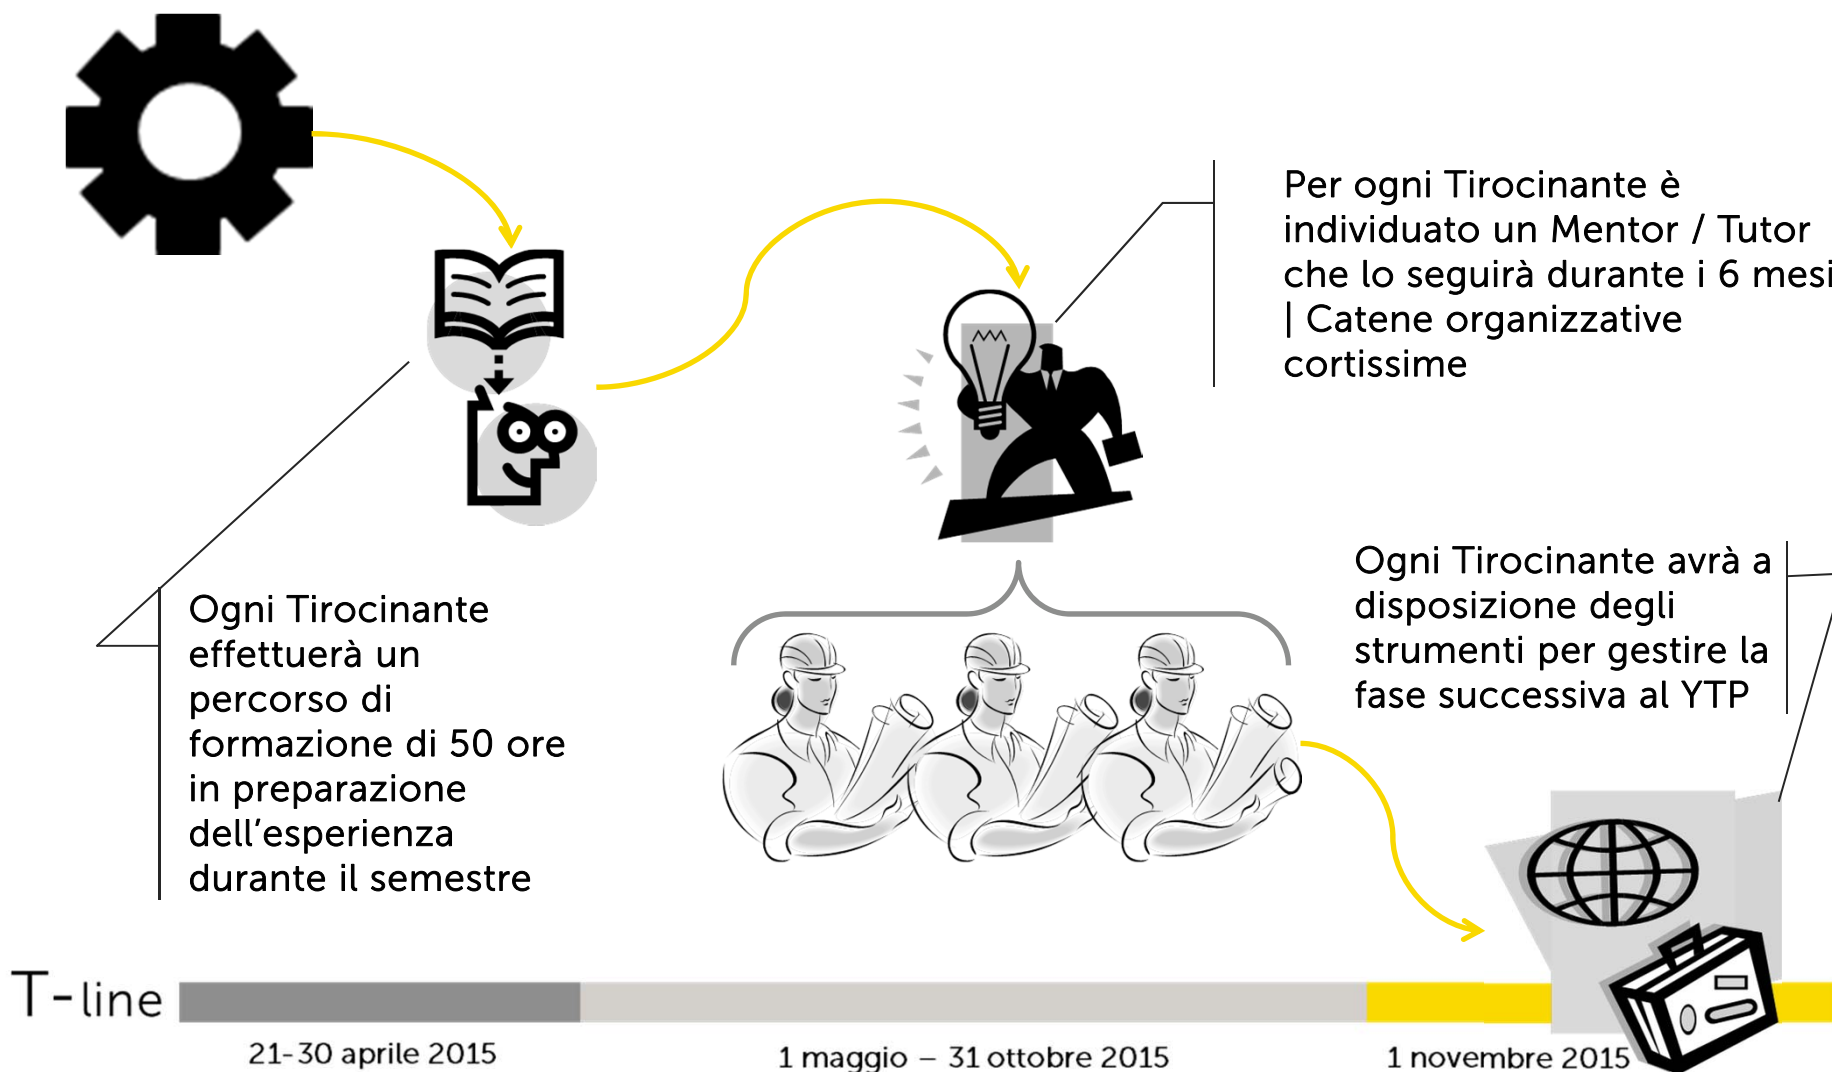 Per ogni Tirocinante è
individuato un Mentor / Tutor
che lo seguirà durante i 6 mesi
| Catene organizzative
cortissime
Ogni Tirocinante avrà a
disposizione degli
strumenti per gestire la
fase successiva al YTP
Ogni Tirocinante
effettuerà un
percorso di
formazione di 50 ore
in preparazione
dell'esperienza
durante il semestre
T-line
21-30 aprile 2015
1 maggio – 31 ottobre 2015
1 novembre 2015